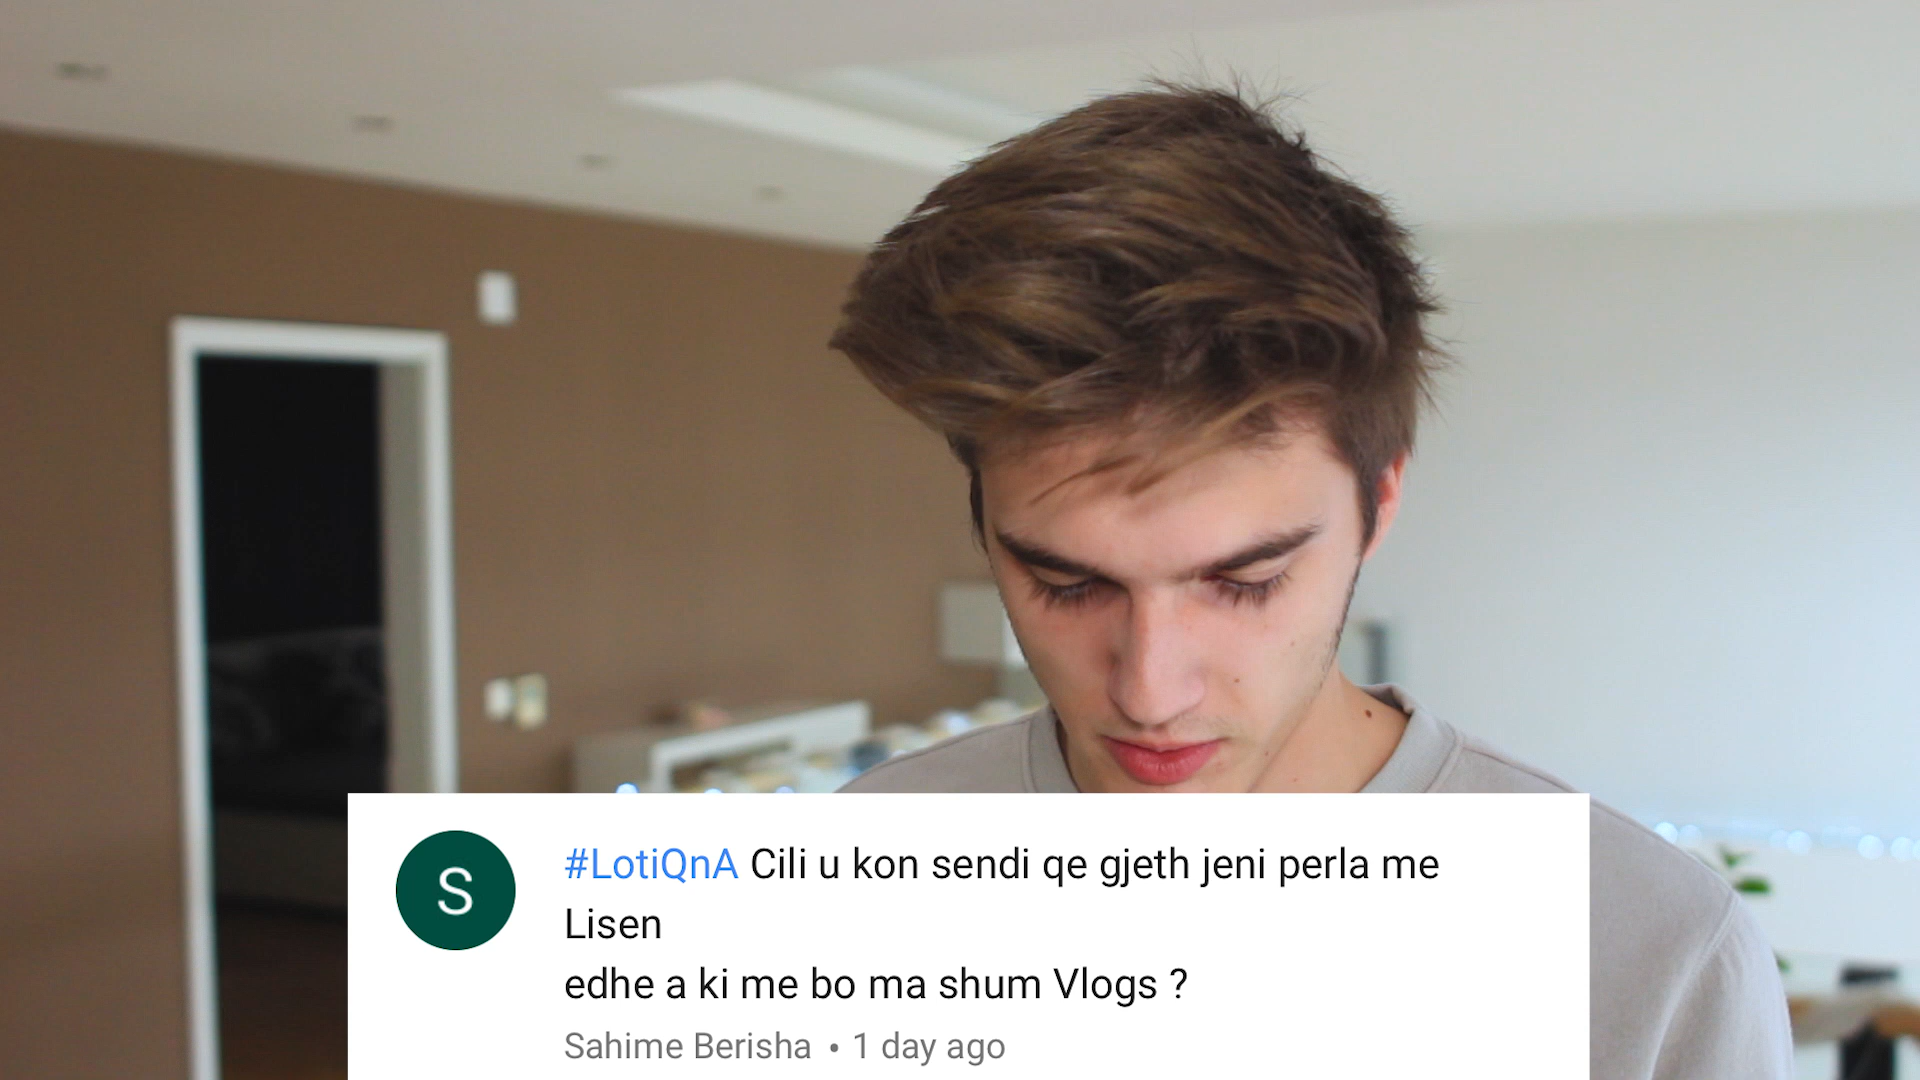 S
#LotiQnA Cili u kon sendi qe gjeth jeni perla me
Lisen
edhe a ki me bo ma shum Vlogs ?
Sahime Berisha • 1 day ago